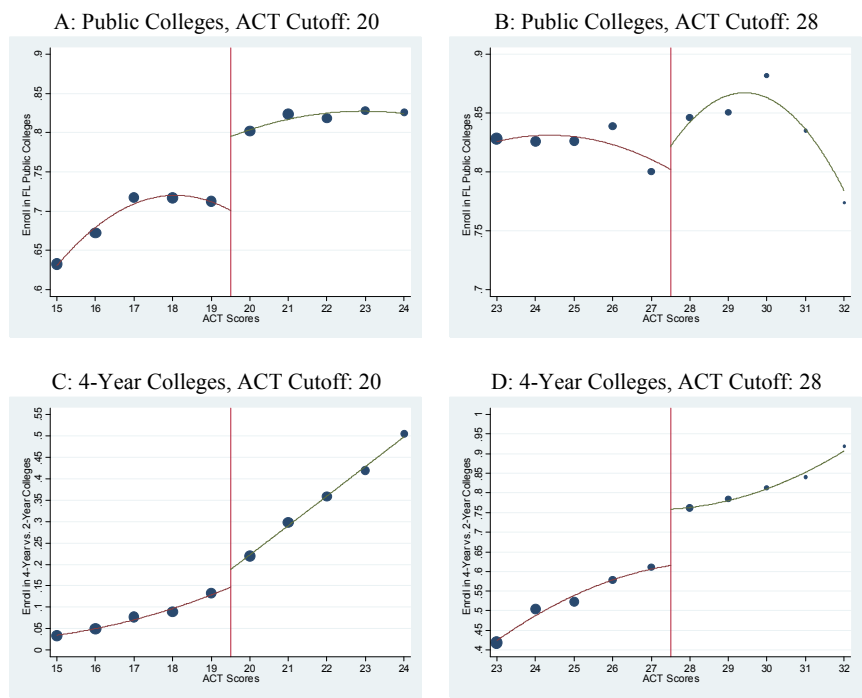 A: Public Colleges, ACT Cutoff: 20
Enroll in FL Public Colleges
.9
.85
.8
.75
.7
.65
.6
15 16 17 18 19 20 21 22 23 24
ACT Scores
B: Public Colleges, ACT Cutoff: 28
Enroll in FL Public Colleges
.9
.85
.8
.75
.7
23 24 25 26 27 28 29 30 31 32
ACT Scores
C: 4-Year Colleges, ACT Cutoff: 20
Enroll in 4-Year vs. 2-Year Colleges
.55
.5
.45
.4
.35
.3
.25
.2
.15
.1
.05
0
15 16 17 18 19 20 21 22 23 24
ACT Scores
D: 4-Year Colleges, ACT Cutoff: 28
Enroll in 4-Year vs. 2-Year Colleges
1
.95
.9
.85
.8
.75
.7
.65
.6
.55
.5
.45
.4
23 24 25 26 27 28 29 30 31 32
ACT Scores